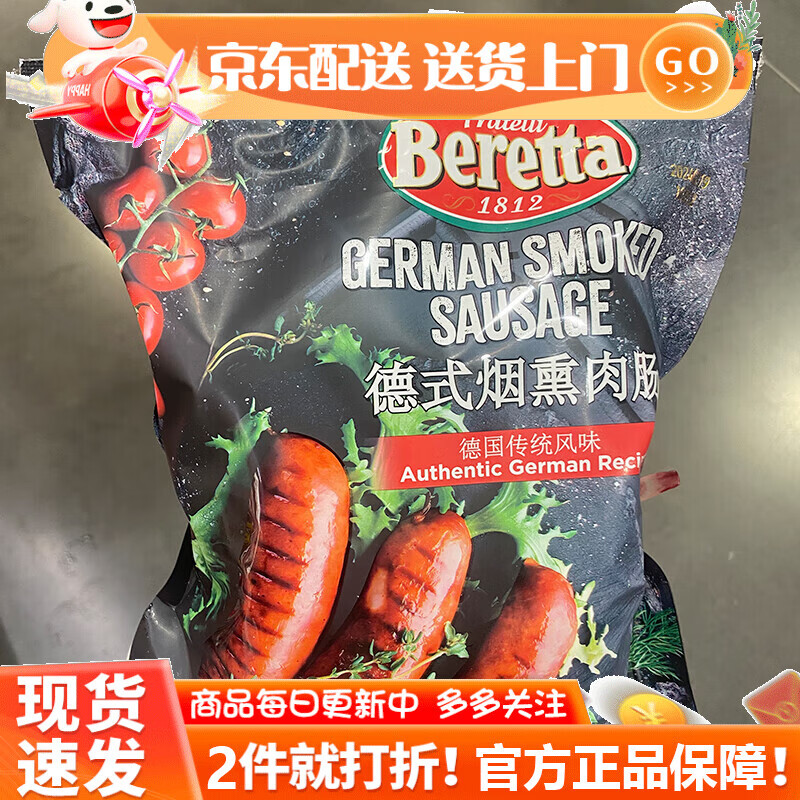 京东配送 送货上门
GO
>>>
HAPPY
Fratelli
Beretta
1812
GERMAN SMOKED
SAUSAGE
德式烟熏肉肠
德国传统风味
Authentic German Reci
现货
速发
商品每日更新中 多多关注
2件就打折！官方正品保障！